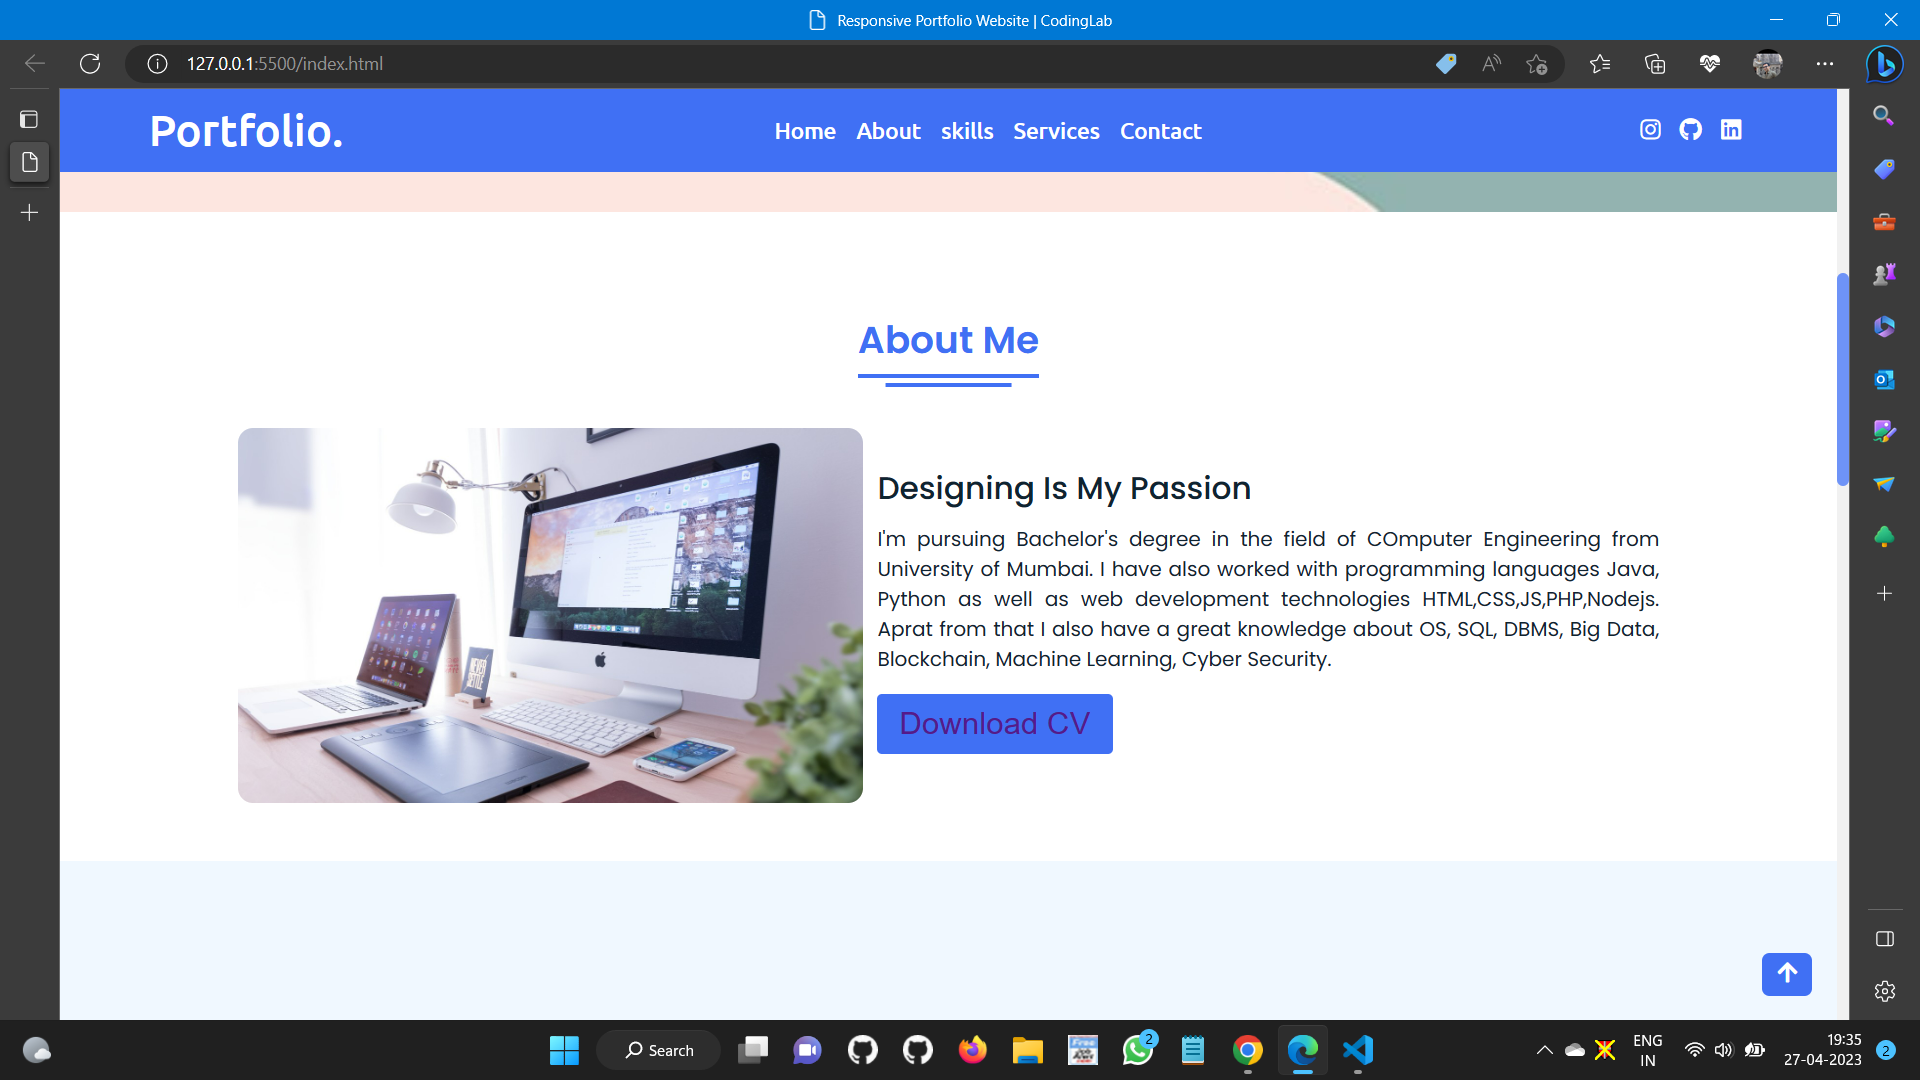 Responsive Portfolio Website | CodingLab
127.0.0.1:5500/index.html
Portfolio.
Home About skills Services Contact
About Me
Designing Is My Passion
I'm pursuing Bachelor's degree in the field of COmputer Engineering from
University of Mumbai. I have also worked with programming languages Java,
Python as well as web development technologies HTML,CSS,JS,PHP,Nodejs.
Aprat from that I also have a great knowledge about OS, SQL, DBMS, Big Data,
Blockchain, Machine Learning, Cyber Security.
Download CV
NEVER
SETTLE
Search
2
ENG
IN
19:35
27-04-2023
2